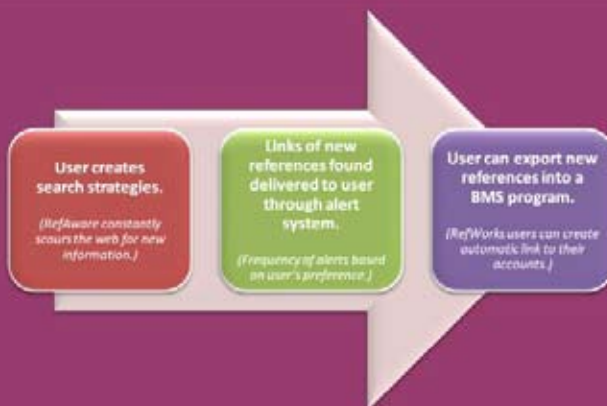 User creates
search strategies.
(RefAware constantly
scours the web for new
information.)
Links of new
references found
delivered to user
through alert
system.
(Frequency of alerts based
on user's preference.)
User can export new
references into a
BMS program.
(RefWorks users can create
automatic link to their
accounts.)